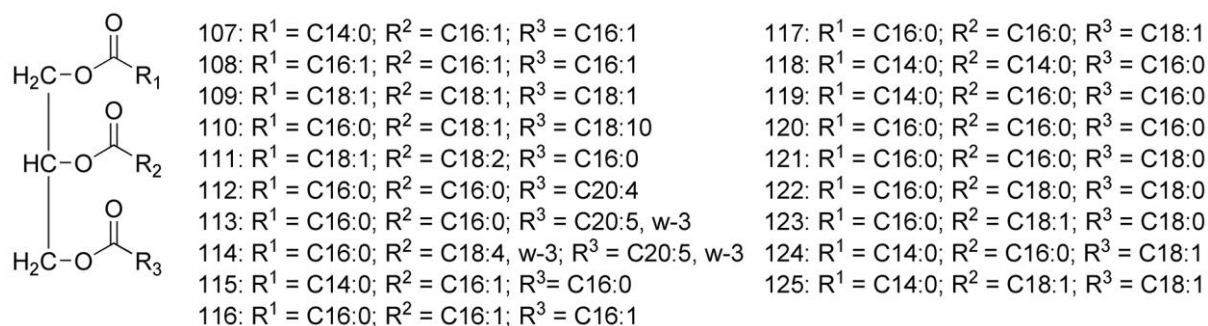 O
H₂C-O R₁
O
HC-O R₂
O
H₂C-O R₃
107: R¹ = C14:0; R² = C16:1; R³ = C16:1
108: R¹ = C16:1; R² = C16:1; R³ = C16:1
109: R¹ = C18:1; R² = C18:1; R³ = C18:1
110: R¹ = C16:0; R² = C18:1; R³ = C18:10
111: R¹ = C18:1; R² = C18:2; R³ = C16:0
112: R¹ = C16:0; R² = C16:0; R³ = C20:4
113: R¹ = C16:0; R² = C16:0; R³ = C20:5, w-3
114: R¹ = C16:0; R² = C18:4, w-3; R³ = C20:5, w-3
115: R¹ = C14:0; R² = C16:1; R³= C16:0
116: R¹ = C16:0; R² = C16:1; R³ = C16:1
117: R¹ = C16:0; R² = C16:0; R³ = C18:1
118: R¹ = C14:0; R² = C14:0; R³ = C16:0
119: R¹ = C14:0; R² = C16:0; R³ = C16:0
120: R¹ = C16:0; R² = C16:0; R³ = C16:0
121: R¹ = C16:0; R² = C16:0; R³ = C18:0
122: R¹ = C16:0; R² = C18:0; R³ = C18:0
123: R¹ = C16:0; R² = C18:1; R³ = C18:0
124: R¹ = C14:0; R² = C16:0; R³ = C18:1
125: R¹ = C14:0; R² = C18:1; R³ = C18:1